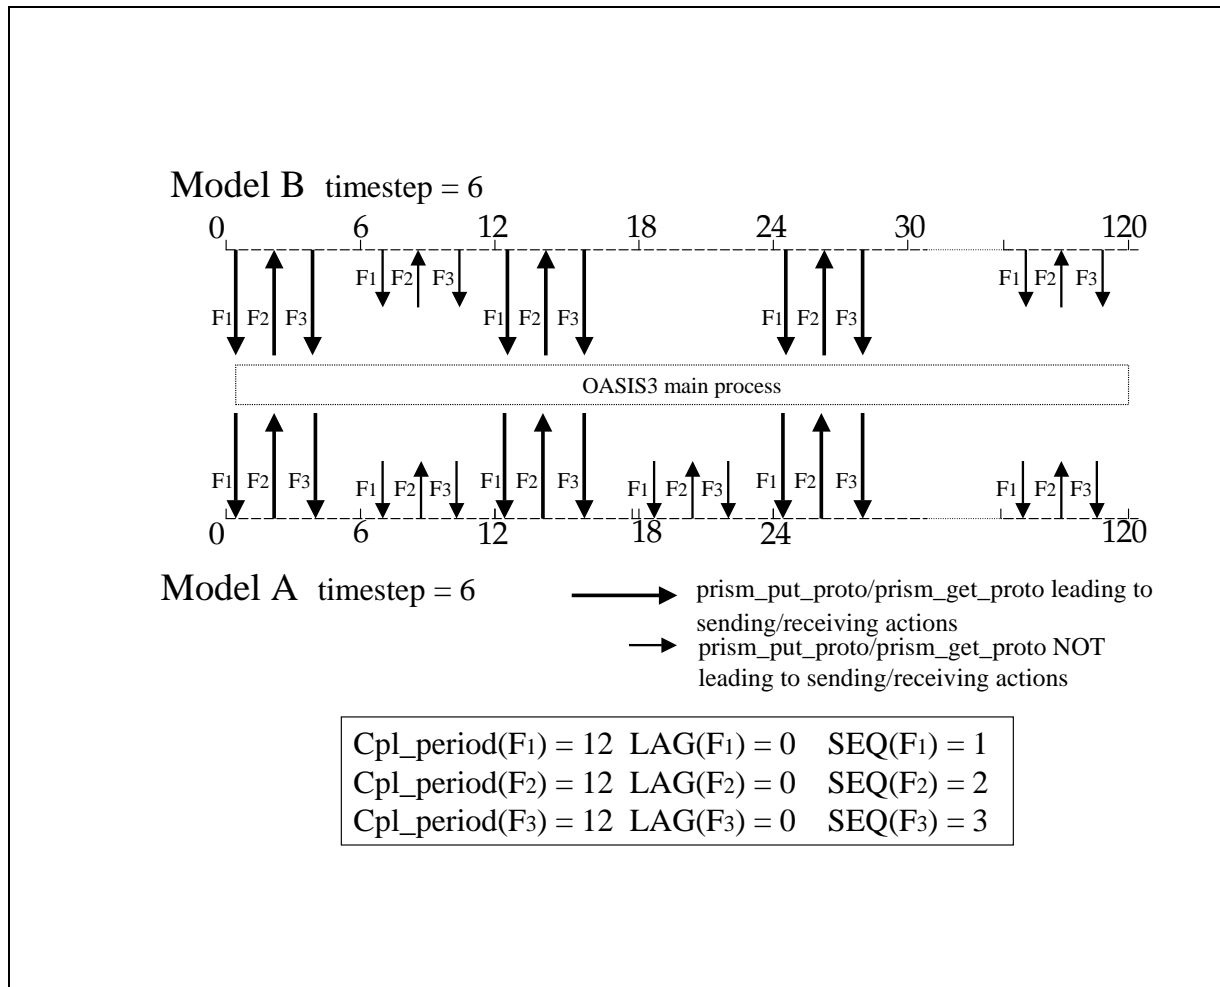 Model B timestep = 6
0 6 12 18 24 30 120
F1 F2 F3 F1 F2 F3
F1 F2 F3 F1 F2 F3 F1 F2 F3
OASIS3 main process
F1 F2 F3 F1 F2 F3 F1 F2 F3 F1 F2 F3 F1 F2 F3 F1 F2 F3
0 6 12 18 24 120
Model A timestep = 6
prism_put_proto/prism_get_proto leading to
sending/receiving actions
prism_put_proto/prism_get_proto NOT
leading to sending/receiving actions
Cpl_period(F1) = 12 LAG(F1) = 0 SEQ(F1) = 1
Cpl_period(F2) = 12 LAG(F2) = 0 SEQ(F2) = 2
Cpl_period(F3) = 12 LAG(F3) = 0 SEQ(F3) = 3